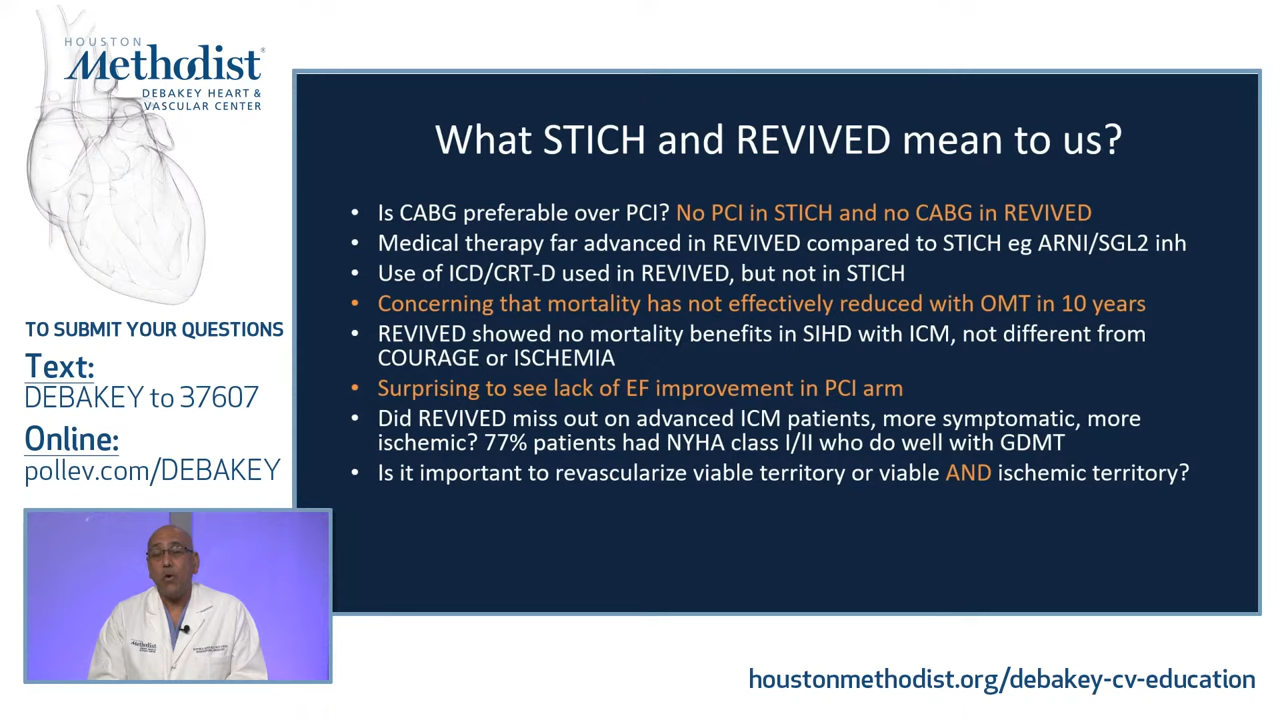 HOUSTON
Methodist®
DEBAKEY HEART &
VASCULAR CENTER
TO SUBMIT YOUR QUESTIONS
Text:
DEBAKEY to 37607
Online:
pollev.com/DEBAKEY
What STICH and REVIVED mean to us?
• Is CABG preferable over PCI? No PCI in STICH and no CABG in REVIVED
• Medical therapy far advanced in REVIVED compared to STICH eg ARNI/SGL2 inh
• Use of ICD/CRT-D used in REVIVED, but not in STICH
• Concerning that mortality has not effectively reduced with OMT in 10 years
• REVIVED showed no mortality benefits in SIHD with ICM, not different from
COURAGE or ISCHEMIA
• Surprising to see lack of EF improvement in PCI arm
• Did REVIVED miss out on advanced ICM patients, more symptomatic, more
ischemic? 77% patients had NYHA class I/II who do well with GDMT
• Is it important to revascularize viable territory or viable AND ischemic territory?
Methodist
houstonmethodist.org/debakey-cv-education